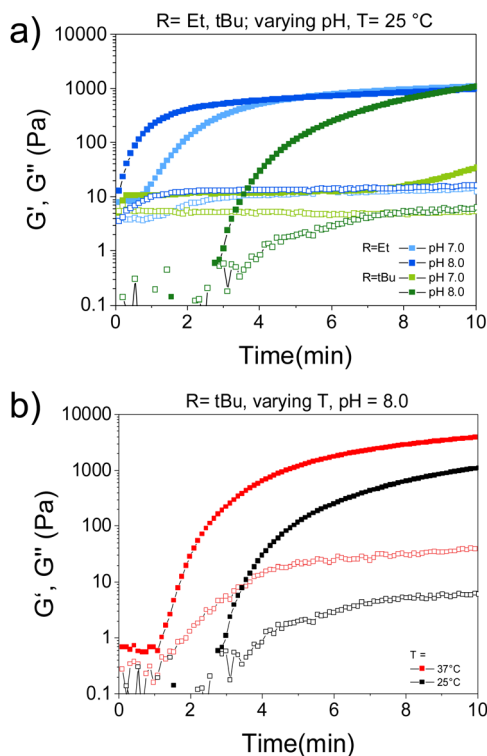 a)
R= Et, tBu; varying pH, T= 25 °C
G', G'' (Pa)
10000
1000
100
10
1
0.1
0 2 4 6 8 10
Time(min)
R=Et pH 7.0
pH 8.0
R=tBu pH 7.0
pH 8.0
b)
R= tBu, varying T, pH = 8.0
G‘, G'' (Pa)
10000
1000
100
10
1
0.1
0 2 4 6 8 10
Time(min)
T =
37°C
25°C